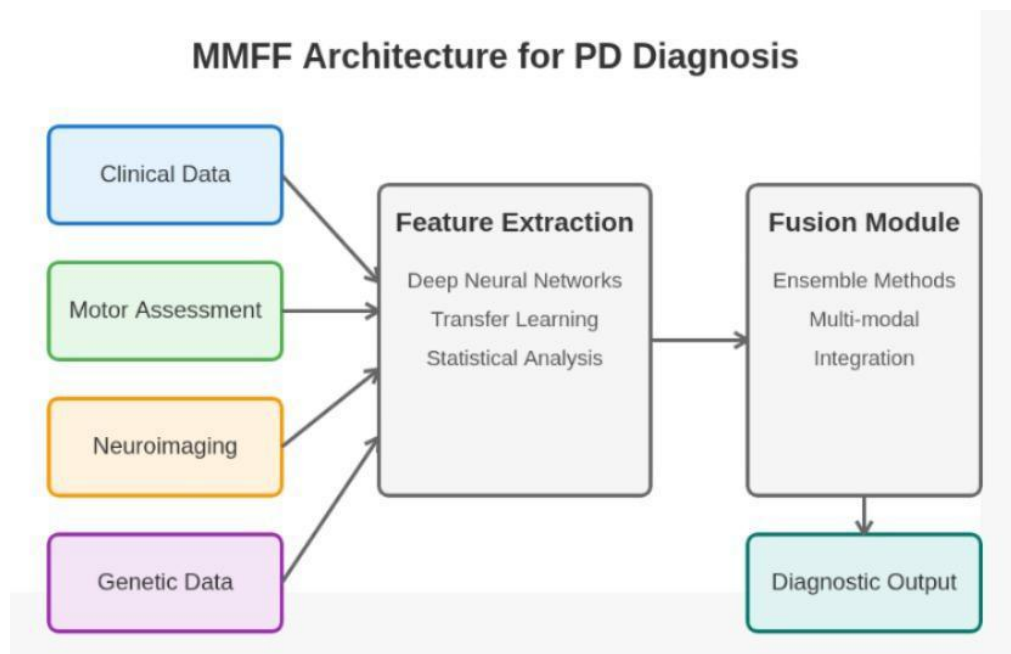 MMFF Architecture for PD Diagnosis
Clinical Data
Motor Assessment
Neuroimaging
Genetic Data
Feature Extraction
Deep Neural Networks
Transfer Learning
Statistical Analysis
Fusion Module
Ensemble Methods
Multi-modal
Integration
Diagnostic Output